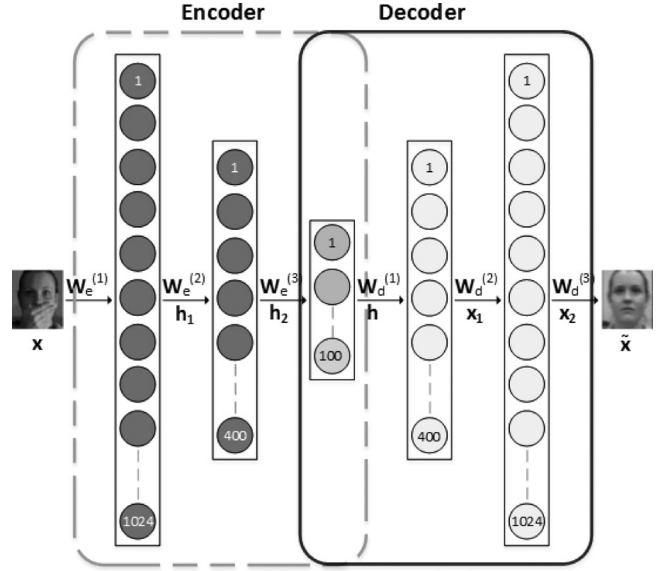 Encoder Decoder
1 1
1 1
1
W_e^(1) W_e^(2) W_e^(3) W_d^(1) W_d^(2) W_d^(3)
x h_1 h_2 h x_1 x_2 x̃
100
400 400
1024 1024